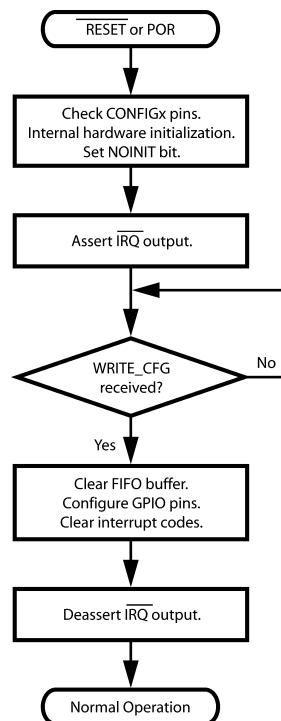 RESET or POR
Check CONFIGx pins.
Internal hardware initialization.
Set NOINIT bit.
Assert IRQ output.
WRITE_CFG
received?
No
Yes
Clear FIFO buffer.
Configure GPIO pins.
Clear interrupt codes.
Deassert IRQ output.
Normal Operation